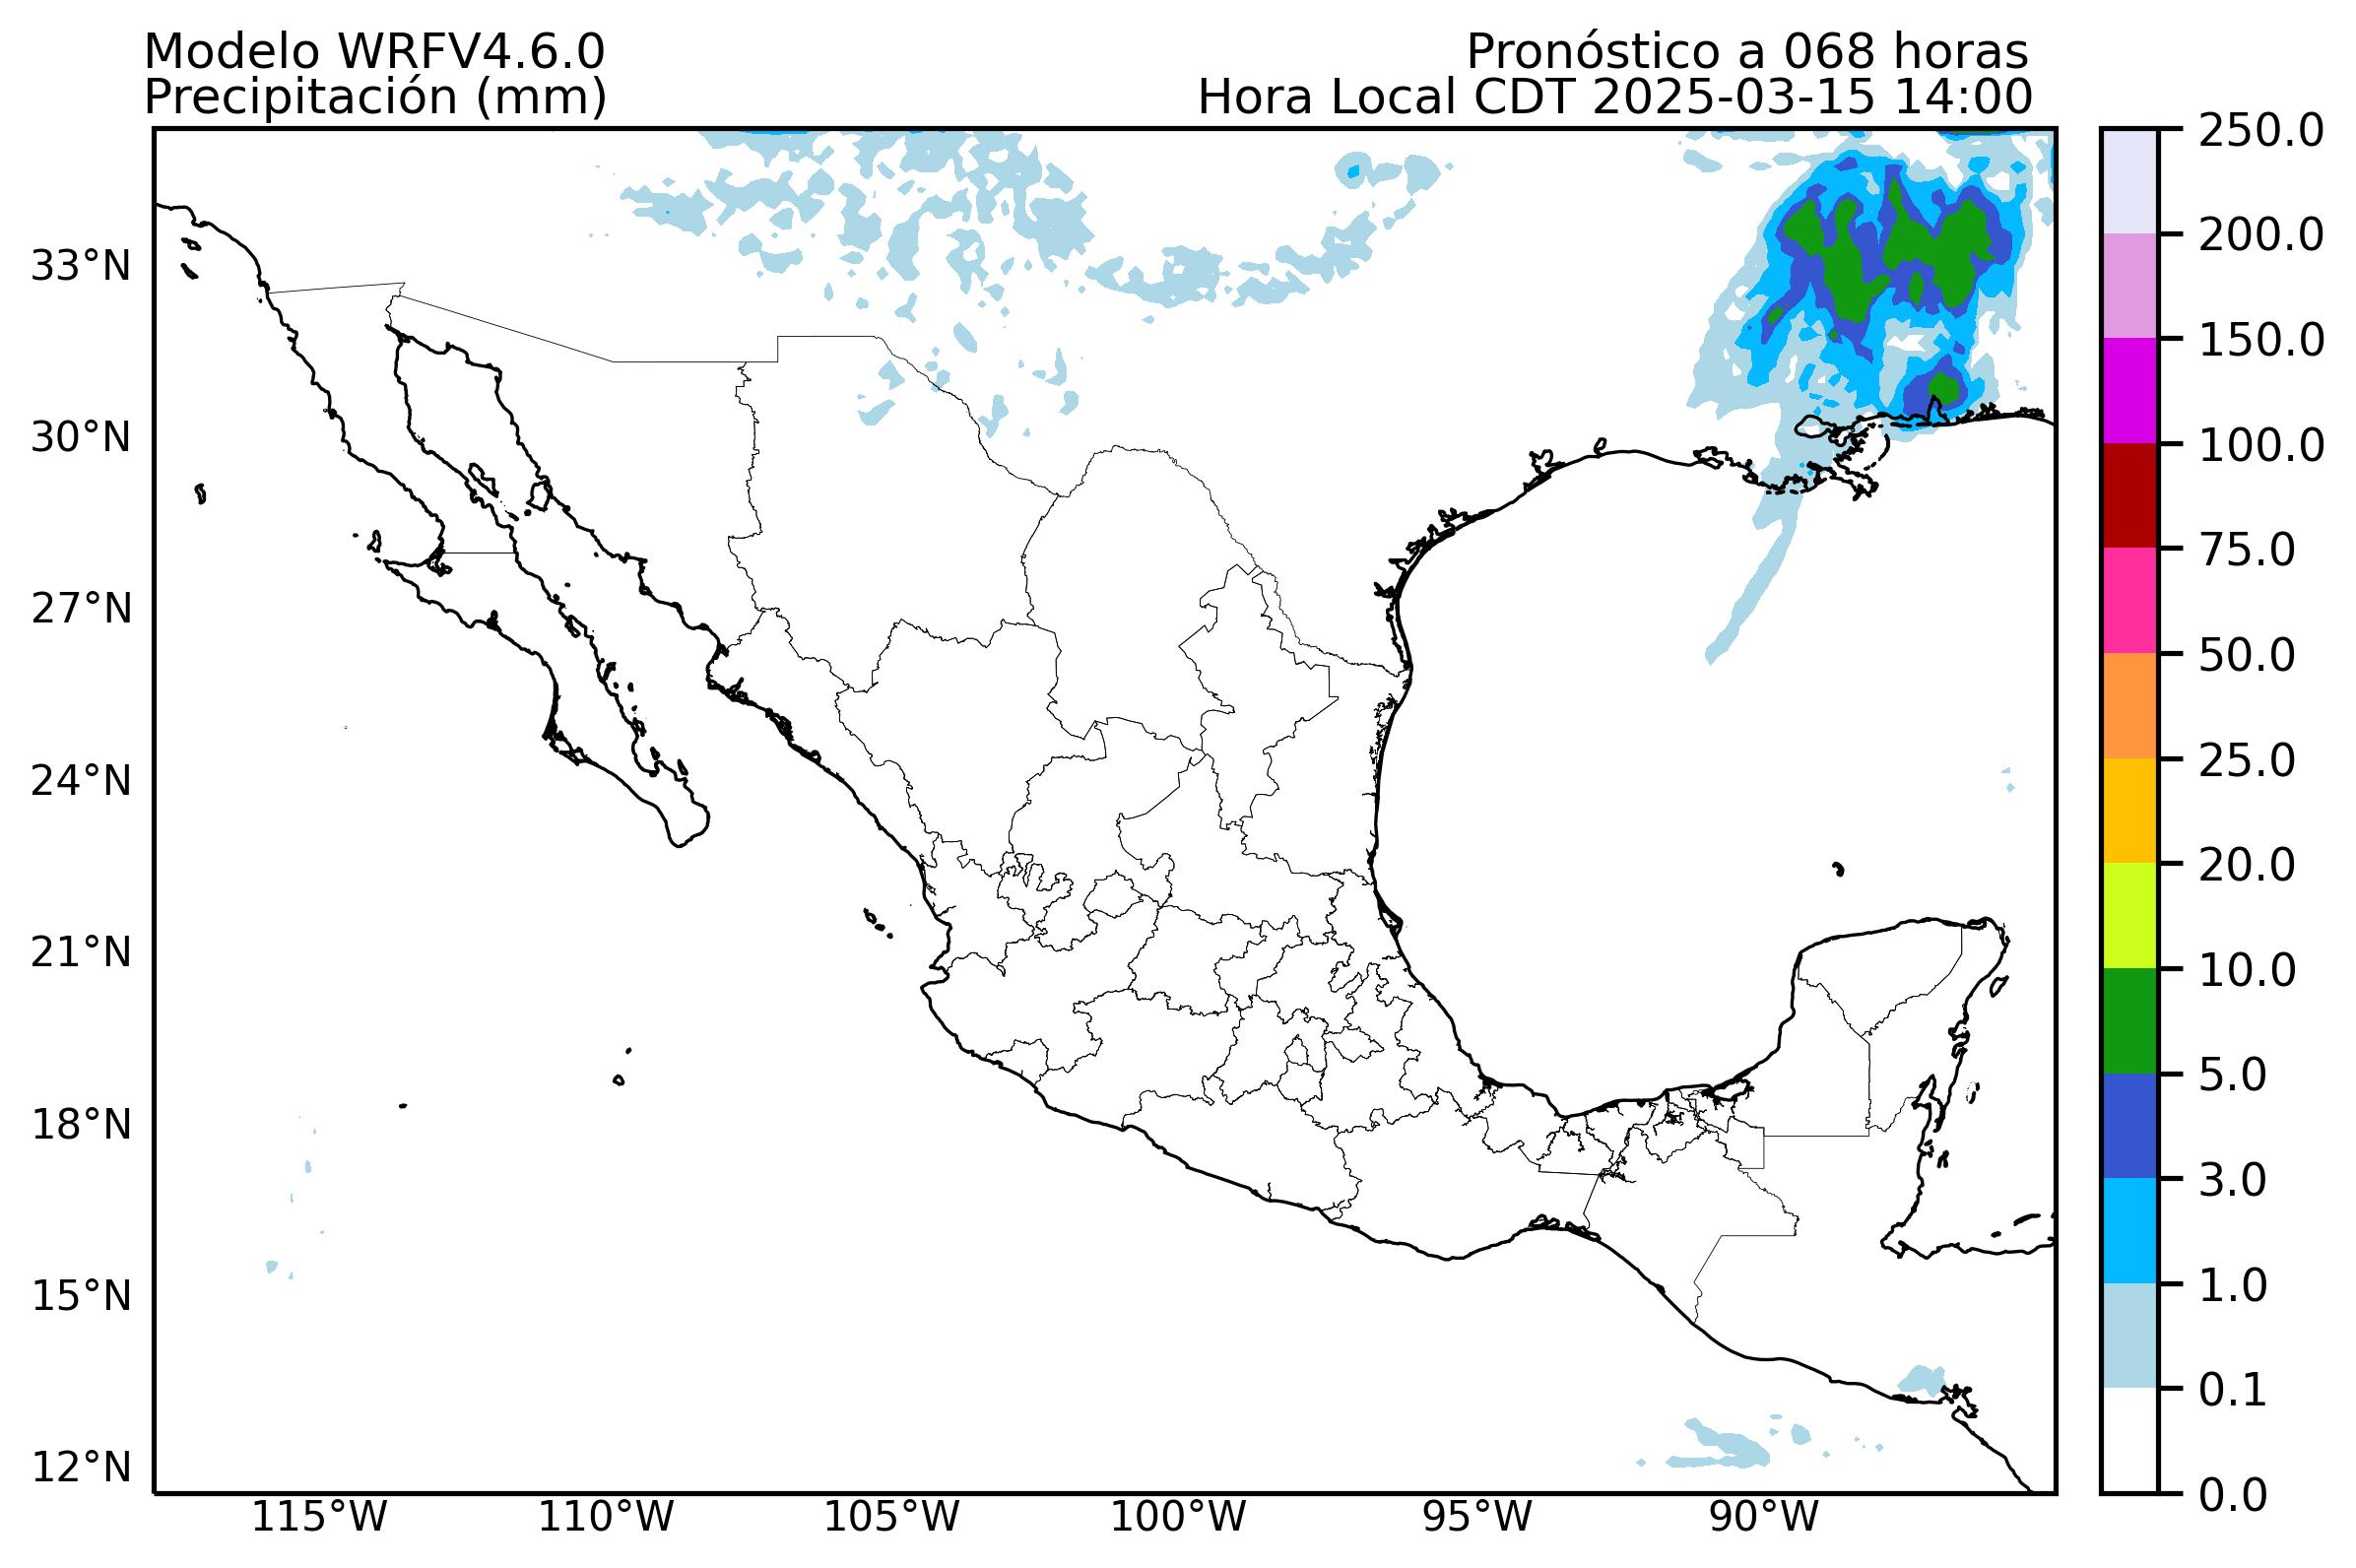 Modelo WRFV4.6.0
Pronóstico a 068 horas
Precipitación (mm)
Hora Local CDT 2025-03-15 14:00
33°N
30°N
27°N
24°N
21°N
18°N
15°N
12°N
115°W
110°W
105°W
100°W
95°W
90°W
250.0
200.0
150.0
100.0
75.0
50.0
25.0
20.0
10.0
5.0
3.0
1.0
0.1
0.0